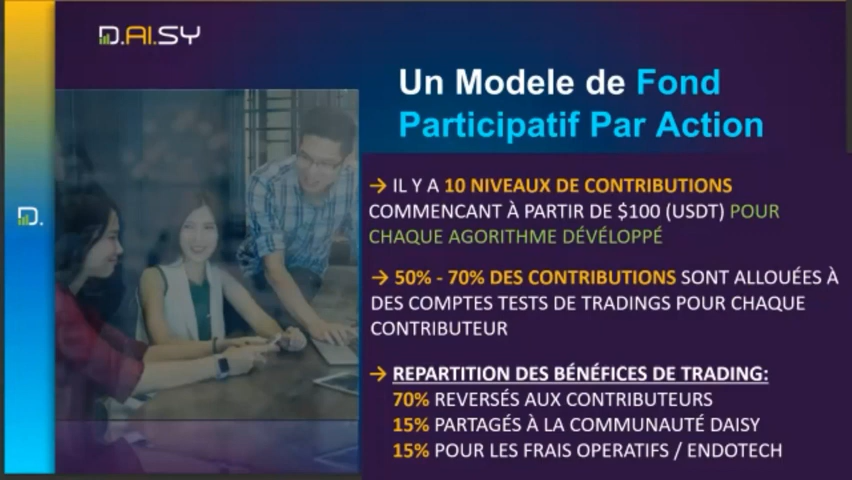 D.AI.SY
Un Modele de Fond
Participatif Par Action
→ IL Y A 10 NIVEAUX DE CONTRIBUTIONS
COMMENCANT À PARTIR DE $100 (USDT) POUR
CHAQUE AGORITHME DÉVÉLOPPÉ
→ 50% - 70% DES CONTRIBUTIONS SONT ALLOUÉES À
DES COMPTES TESTS DE TRADINGS POUR CHAQUE
CONTRIBUTEUR
→ REPARTITION DES BÉNÉFICES DE TRADING:
70% REVERSÉS AUX CONTRIBUTEURS
15% PARTAGÉS À LA COMMUNAUTÉ DAISY
15% POUR LES FRAIS OPERATIFS / ENDOTECH
D.